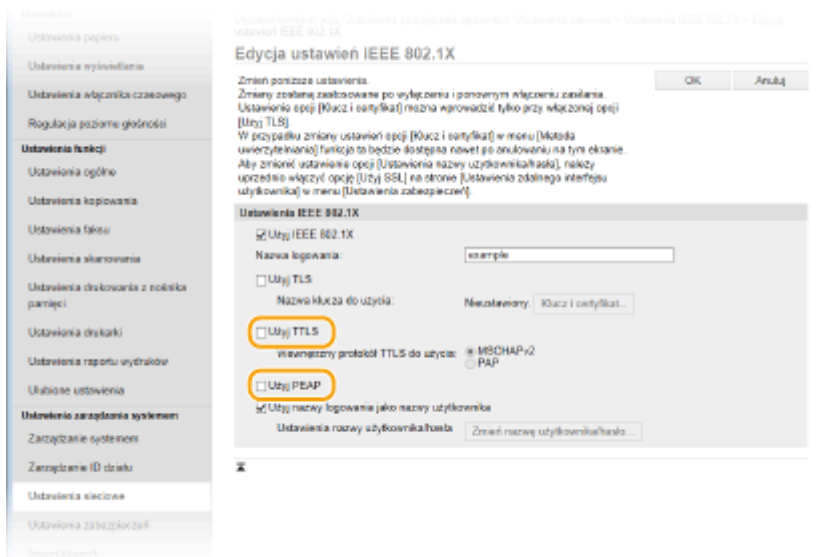 Ustawienia papieru
Ustawienia wyświetlania
Ustawienia włącznika czasowego
Regulacja poziomu głośności
Ustawienia funkcji
Ustawienia ogólne
Ustawienia kopiowania
Ustawienia faksu
Ustawienia skanowania
Ustawienia drukowania z nośnika
pamięci
Ustawienia drukarki
Ustawienia raportu wydruków
Ulubione ustawienia
Ustawienia zarządzania systemem
Zarządzanie systemem
Zarządzanie ID działu
Ustawienia sieciowe
Ustawienia zabezpieczeń
ustawień IEEE 802.1X
Edycja ustawień IEEE 802.1X
OK
Anuluj
Zmień poniższe ustawienia.
Zmiany zostaną zastosowane po wyłączeniu i ponownym włączeniu zasilania.
Ustawienie opcji [Klucz i certyfikat] można wprowadzić tylko przy włączonej opcji
[Użyj TLS].
W przypadku zmiany ustawień opcji [Klucz i certyfikat] w menu [Metoda
uwierzytelniania] funkcja ta będzie dostępna nawet po anulowaniu na tym ekranie.
Aby zmienić ustawienie opcji [Ustawienia nazwy użytkownika/hasła], należy
uprzednio włączyć opcję [Użyj SSL] na stronie [Ustawienia zdalnego interfejsu
użytkownika] w menu [Ustawienia zabezpieczeń].
Ustawienia IEEE 802.1X
Użyj IEEE 802.1X
Nazwa logowania:
example
Użyj TLS
Nazwa klucza do użycia:
Nieustawiony.
Klucz i certyfikat...
Użyj TTLS
Wewnętrzny protokół TTLS do użycia:
MSCHAPv2
PAP
Użyj PEAP
Użyj nazwy logowania jako nazwy użytkownika
Ustawienia nazwy użytkownika/hasła
Zmień nazwę użytkownika/hasło...